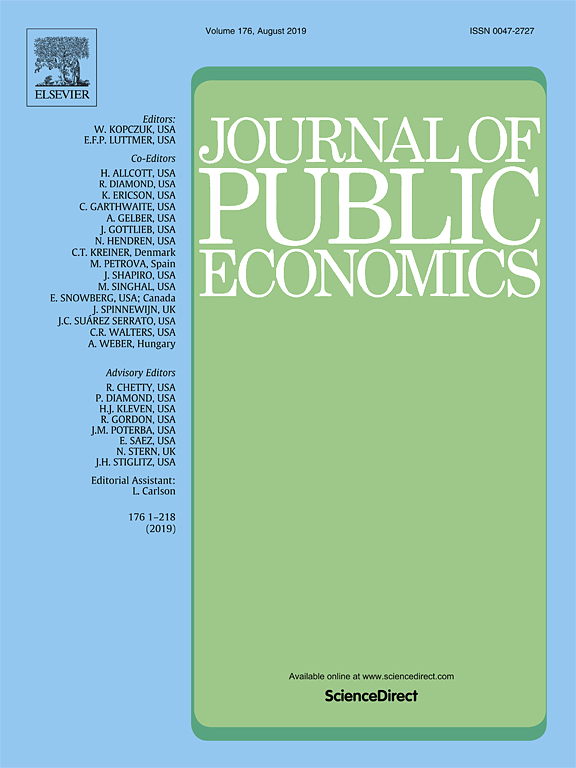 Volume 176, August 2019
ISSN 0047-2727
ELSEVIER
Editors:
W. KOPCZUK, USA
E.F.P. LUTTMER, USA
Co-Editors
H. ALLCOTT, USA
R. DIAMOND, USA
K. ERICSON, USA
C. GARTHWAITE, USA
A. GELBER, USA
J. GOTTLIEB, USA
N. HENDREN, USA
C.T. KREINER, Denmark
M. PETROVA, Spain
J. SHAPIRO, USA
M. SINGHAL, USA
E. SNOWBERG, USA; Canada
J. SPINNEWIJN, UK
J.C. SUÁREZ SERRATO, USA
C.R. WALTERS, USA
A. WEBER, Hungary
Advisory Editors
R. CHETTY, USA
P. DIAMOND, USA
H.J. KLEVEN, USA
R. GORDON, USA
J.M. POTERBA, USA
E. SAEZ, USA
N. STERN, UK
J.H. STIGLITZ, USA
Editorial Assistant:
L. Carlson
176 1–218
(2019)
JOURNAL OF
PUBLIC
ECONOMICS
Available online at www.sciencedirect.com
ScienceDirect